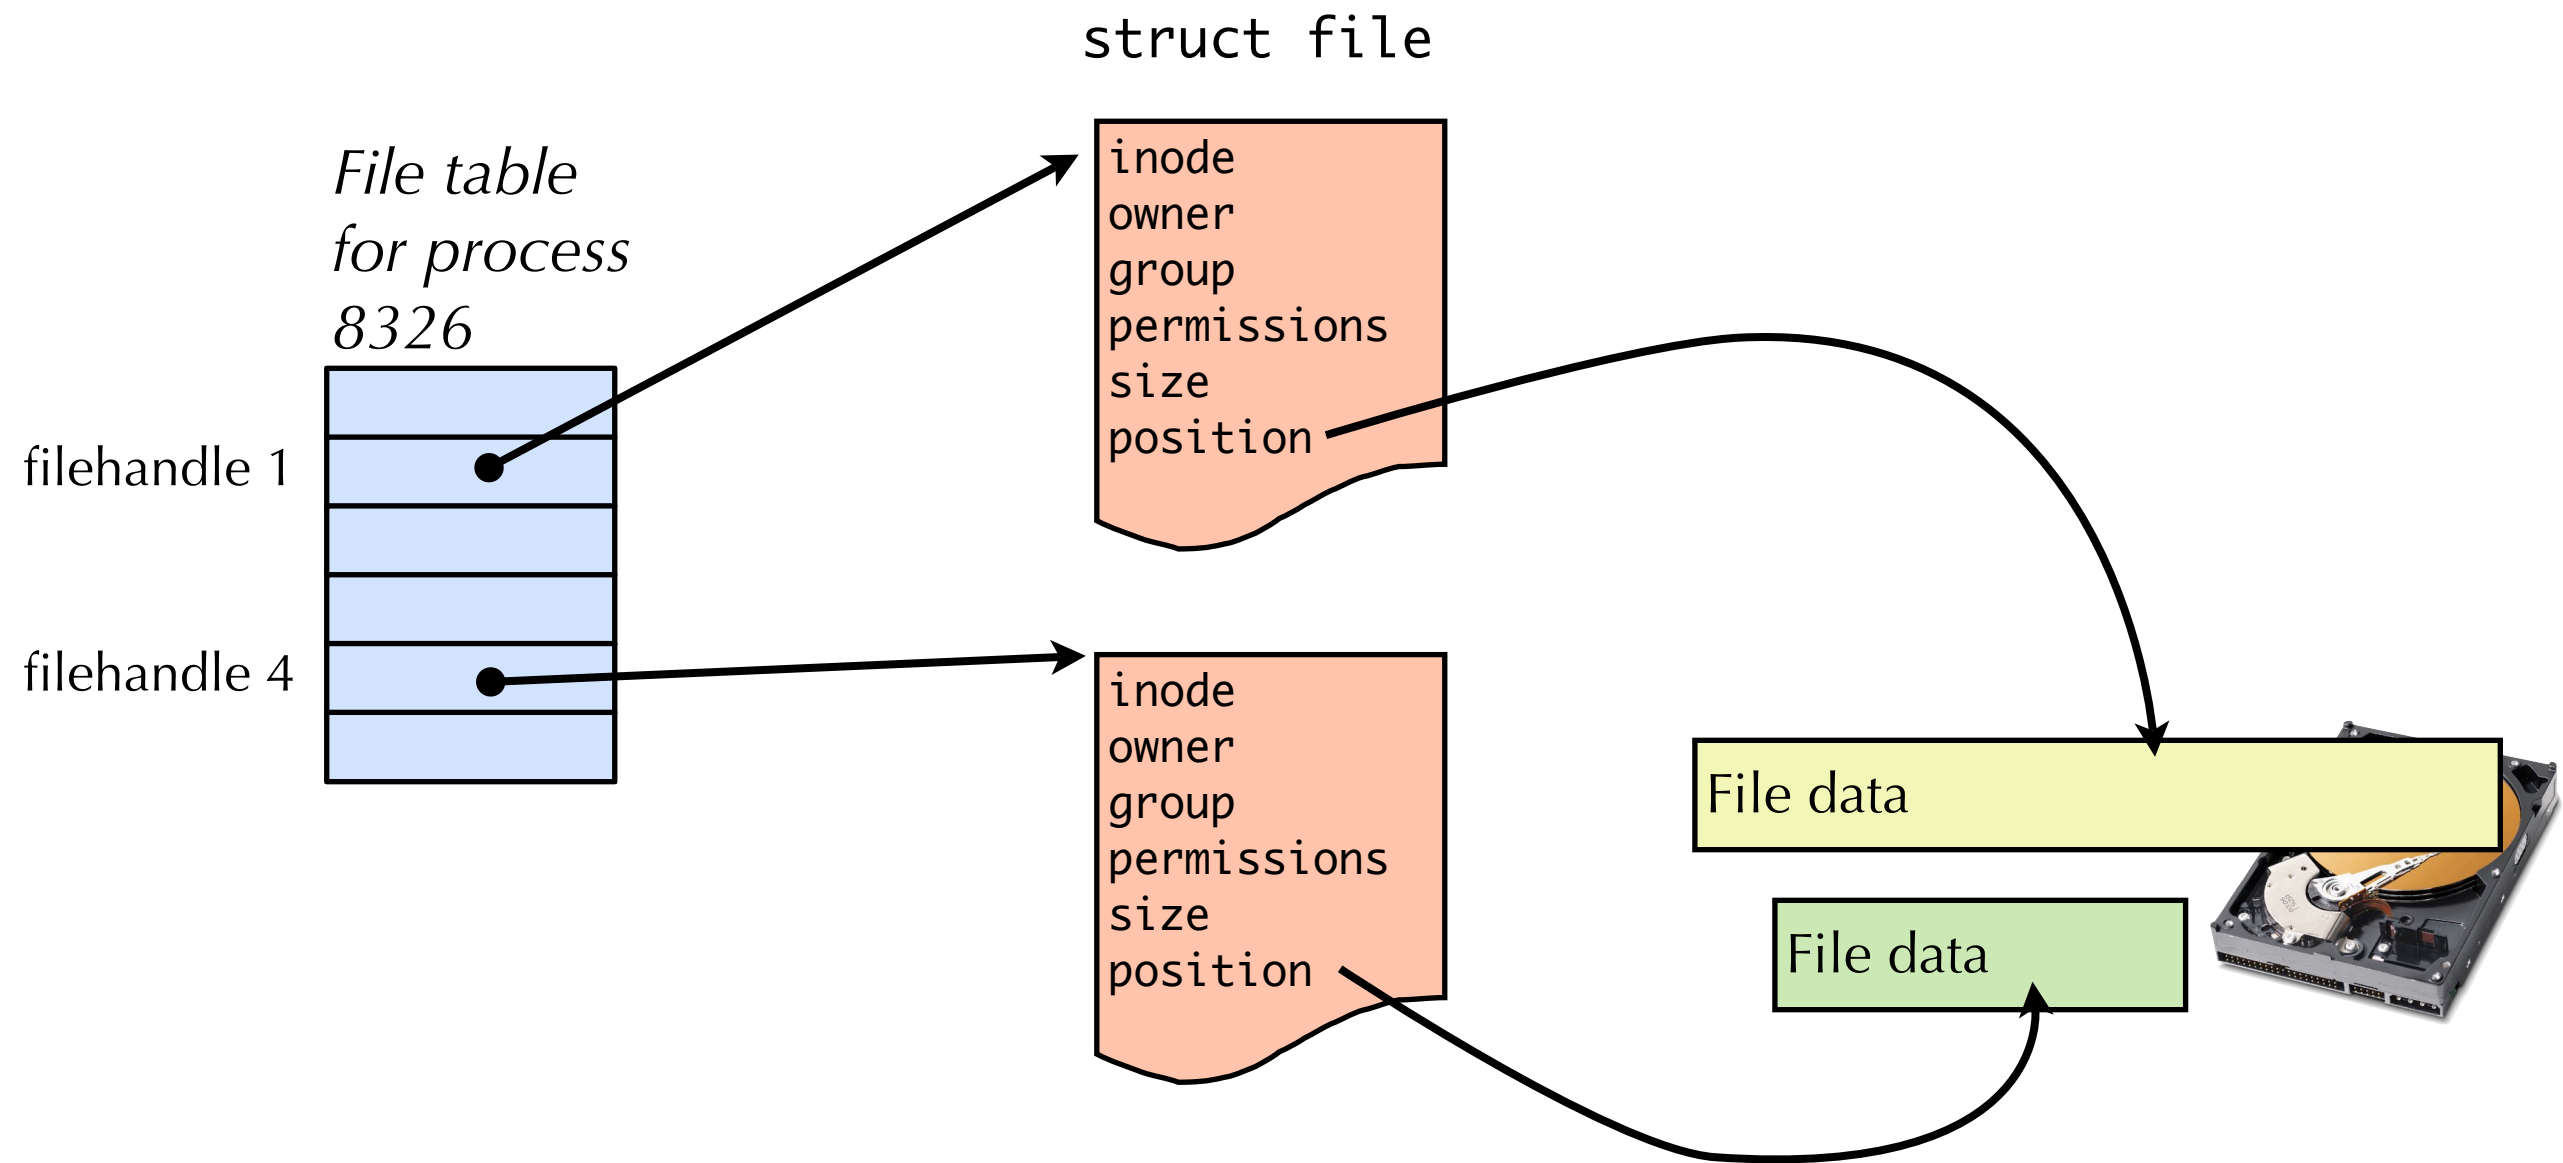 struct file
File table
for process
8326
filehandle 1
filehandle 4
inode
owner
group
permissions
size
position
inode
owner
group
permissions
size
position
File data
File data